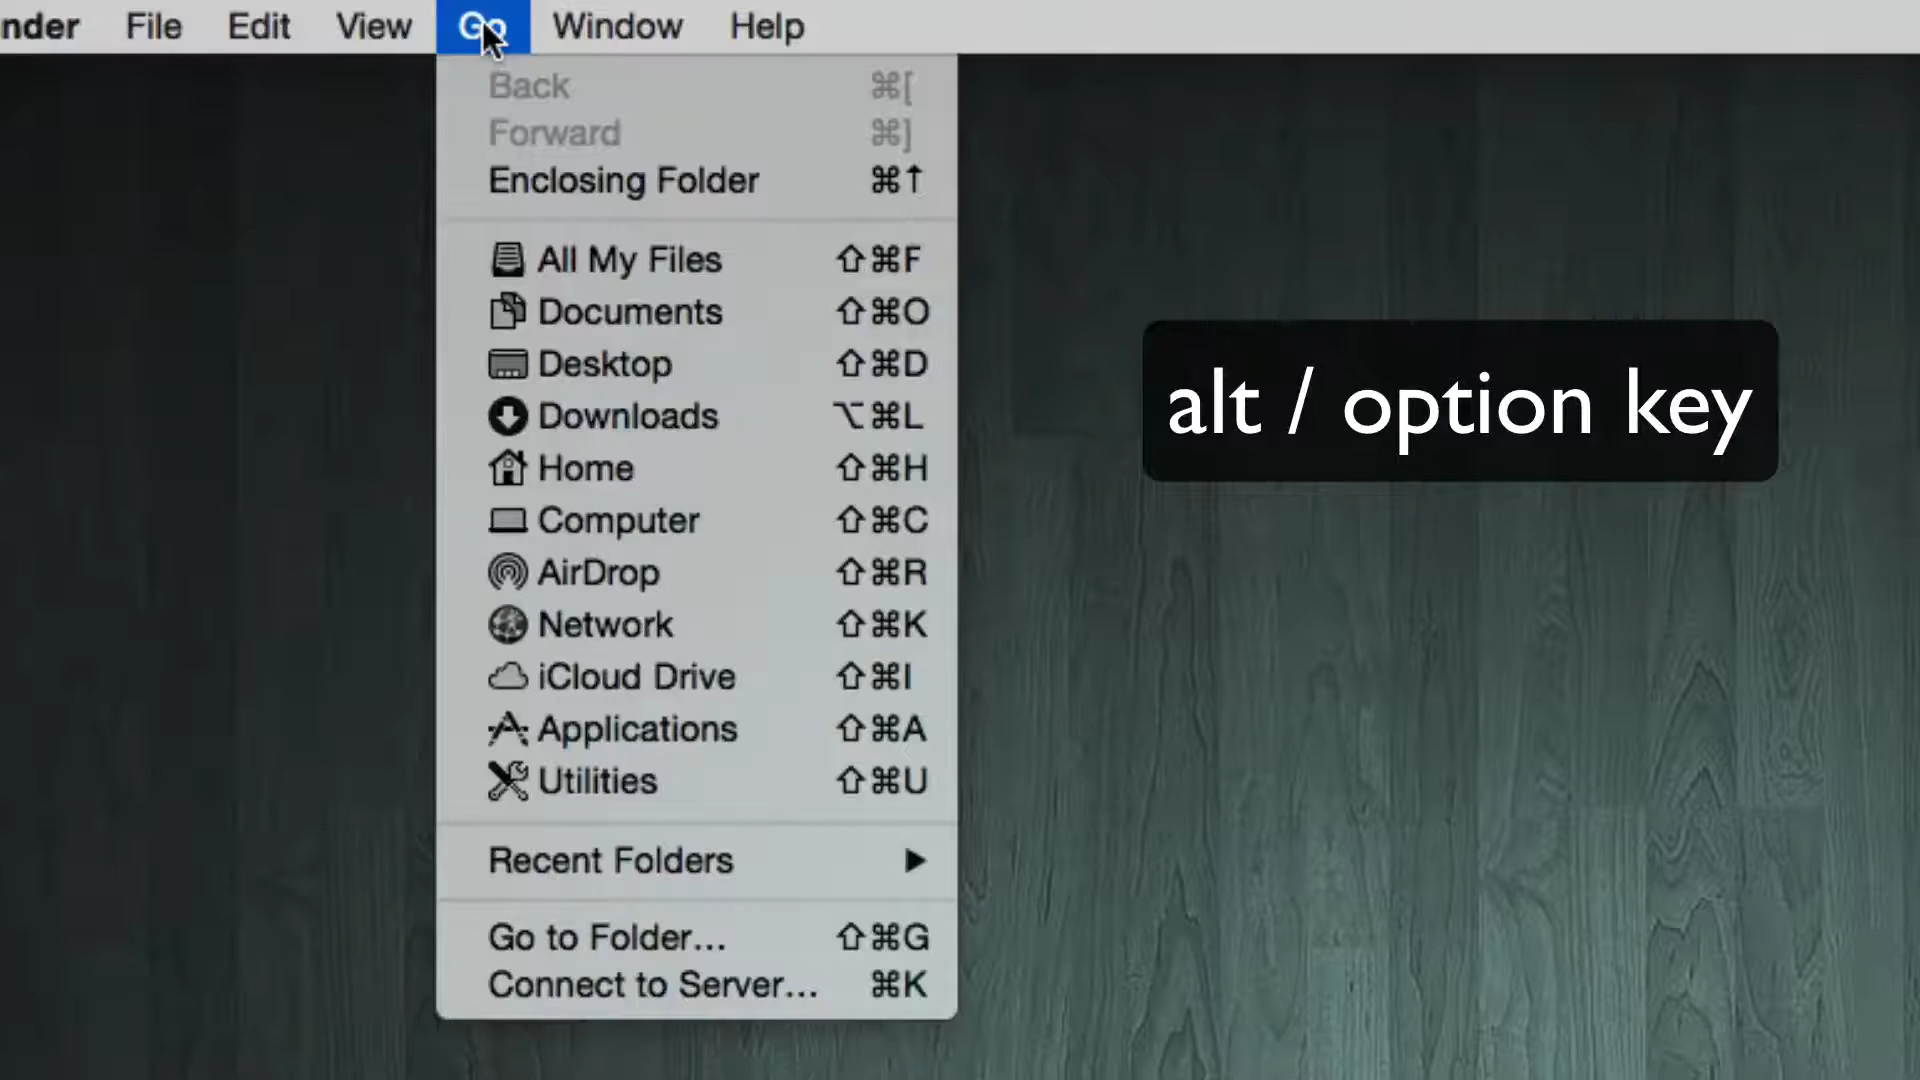 nder File Edit View Go Window Help
Back ⌘[
Forward ⌘]
Enclosing Folder ⌘↑
All My Files ⇧⌘F
Documents ⇧⌘O
Desktop ⇧⌘D
Downloads ⌥⌘L
Home ⇧⌘H
Computer ⇧⌘C
AirDrop ⇧⌘R
Network ⇧⌘K
iCloud Drive ⇧⌘I
Applications ⇧⌘A
Utilities ⇧⌘U
Recent Folders ▶
Go to Folder... ⇧⌘G
Connect to Server... ⌘K
alt / option key